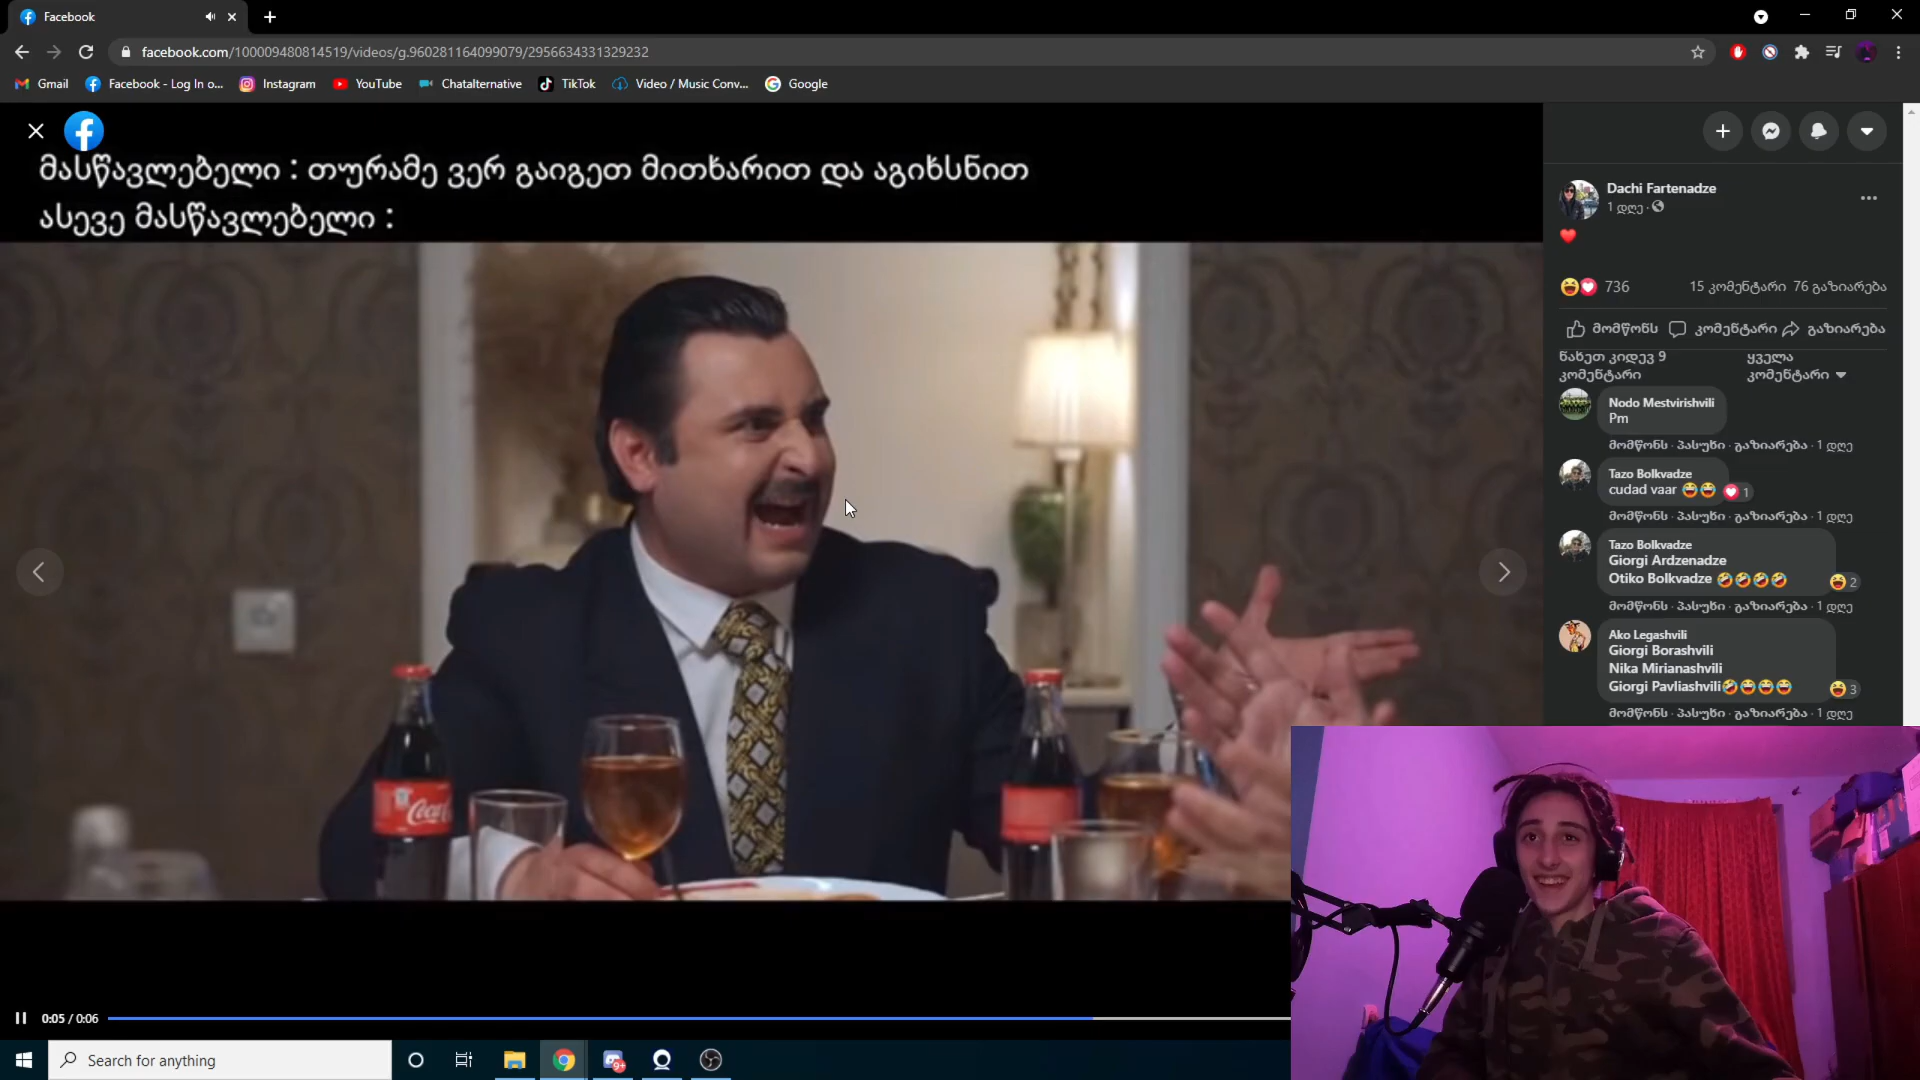 Facebook
facebook.com/100009480814519/videos/g.960281164099079/2956634331329232
Gmail
Facebook - Log In o...
Instagram
YouTube
Chatalternative
TikTok
Video / Music Conv...
Google
მასწავლებელი : თურამე ვერ გაიგეთ მითხარით და აგიხსნით
ასევე მასწავლებელი :
Dachi Fartenadze
1 დღე ·
736
15 კომენტარი 76 გაზიარება
მომწონს
კომენტარი
გაზიარება
ნახეთ კიდევ 9
კომენტარი
ყველა
კომენტარი
Nodo Mestvirishvili
Pm
მომწონს · პასუხი · გაზიარება · 1 დღე
Tazo Bolkvadze
cudad vaar 😂😂
1
მომწონს · პასუხი · გაზიარება · 1 დღე
Tazo Bolkvadze
Giorgi Ardzenadze
Otiko Bolkvadze 🤣🤣🤣🤣
2
მომწონს · პასუხი · გაზიარება · 1 დღე
Ako Legashvili
Giorgi Borashvili
Nika Mirianashvili
Giorgi Pavliashvili🤣😂😂😂
3
მომწონს · პასუხი · გაზიარება · 1 დღე
Coca
0:05 / 0:06
Search for anything
9+